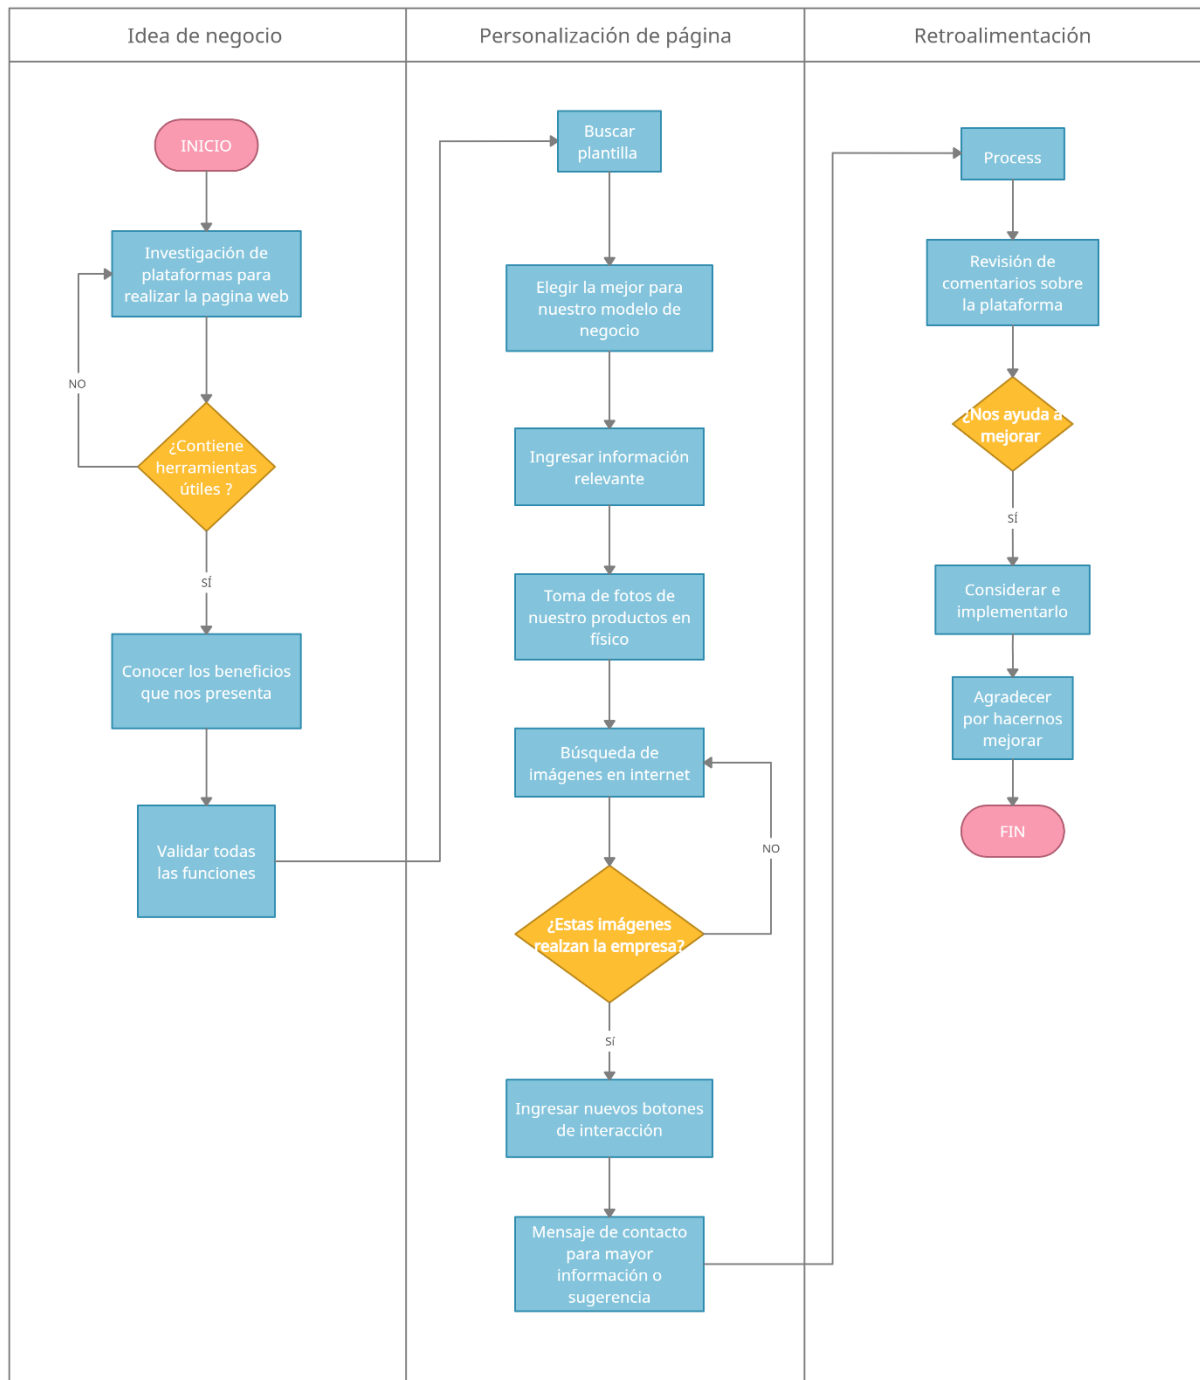 Idea de negocio
Personalización de página
Retroalimentación
INICIO
Investigación de
plataformas para
realizar la pagina web
NO
¿Contiene
herramientas
útiles ?
SÍ
Conocer los beneficios
que nos presenta
Validar todas
las funciones
Buscar
plantilla
Elegir la mejor para
nuestro modelo de
negocio
Ingresar información
relevante
Toma de fotos de
nuestro productos en
físico
Búsqueda de
imágenes en internet
NO
¿Estas imágenes
realzan la empresa?
Sí
Ingresar nuevos botones
de interacción
Mensaje de contacto
para mayor
información o
sugerencia
Process
Revisión de
comentarios sobre
la plataforma
¿Nos ayuda a
mejorar
SÍ
Considerar e
implementarlo
Agradecer
por hacernos
mejorar
FIN